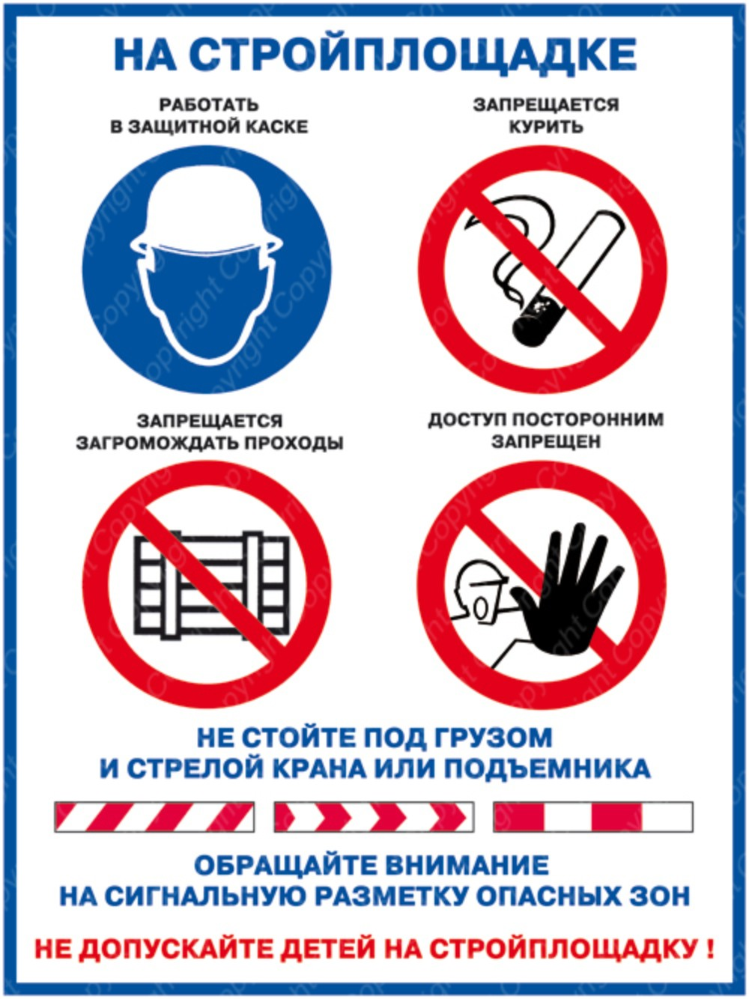 НА СТРОЙПЛОЩАДКЕ
РАБОТАТЬ
В ЗАЩИТНОЙ КАСКЕ
ЗАПРЕЩАЕТСЯ
КУРИТЬ
ЗАПРЕЩАЕТСЯ
ЗАГРОМОЖДАТЬ ПРОХОДЫ
ДОСТУП ПОСТОРОННИМ
ЗАПРЕЩЕН
НЕ СТОЙТЕ ПОД ГРУЗОМ
И СТРЕЛОЙ КРАНА ИЛИ ПОДЪЕМНИКА
ОБРАЩАЙТЕ ВНИМАНИЕ
НА СИГНАЛЬНУЮ РАЗМЕТКУ ОПАСНЫХ ЗОН
НЕ ДОПУСКАЙТЕ ДЕТЕЙ НА СТРОЙПЛОЩАДКУ !
Copyright